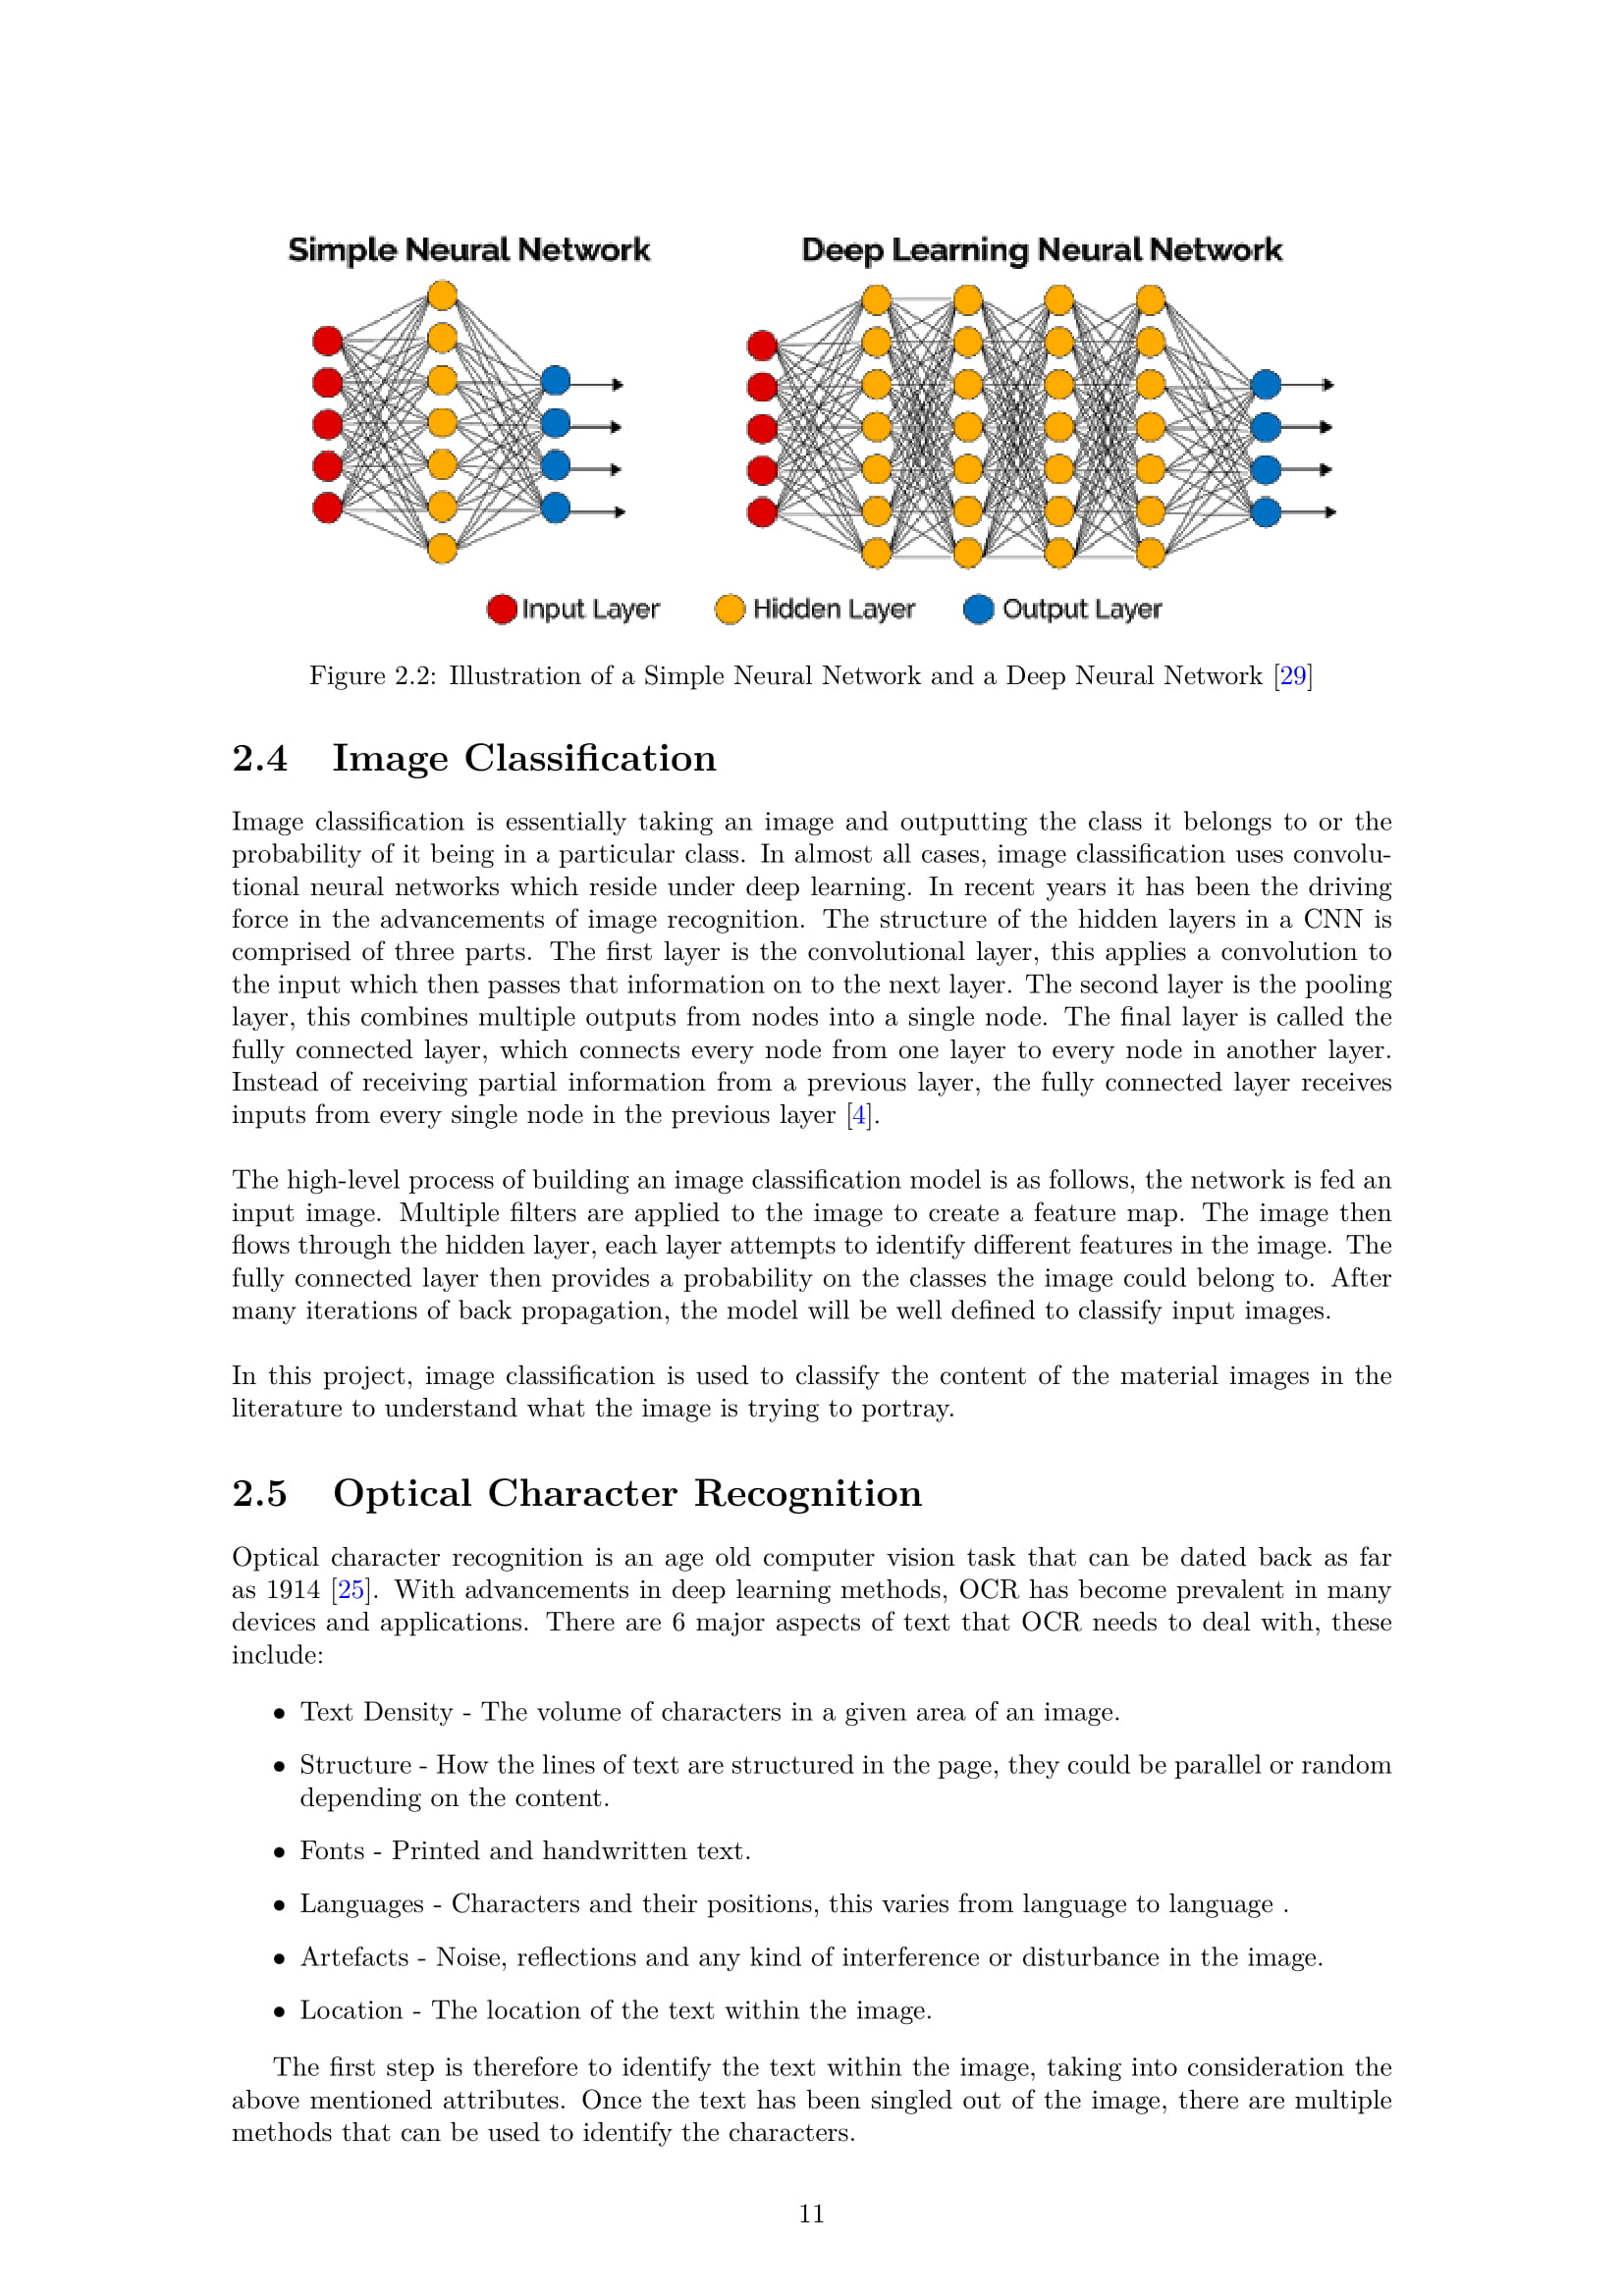 Simple Neural Network
Deep Learning Neural Network
Input Layer
Hidden Layer
Output Layer
Figure 2.2: Illustration of a Simple Neural Network and a Deep Neural Network [29]
2.4 Image Classification
Image classification is essentially taking an image and outputting the class it belongs to or the
probability of it being in a particular class. In almost all cases, image classification uses convolu-
tional neural networks which reside under deep learning. In recent years it has been the driving
force in the advancements of image recognition. The structure of the hidden layers in a CNN is
comprised of three parts. The first layer is the convolutional layer, this applies a convolution to
the input which then passes that information on to the next layer. The second layer is the pooling
layer, this combines multiple outputs from nodes into a single node. The final layer is called the
fully connected layer, which connects every node from one layer to every node in another layer.
Instead of receiving partial information from a previous layer, the fully connected layer receives
inputs from every single node in the previous layer [4].
The high-level process of building an image classification model is as follows, the network is fed an
input image. Multiple filters are applied to the image to create a feature map. The image then
flows through the hidden layer, each layer attempts to identify different features in the image. The
fully connected layer then provides a probability on the classes the image could belong to. After
many iterations of back propagation, the model will be well defined to classify input images.
In this project, image classification is used to classify the content of the material images in the
literature to understand what the image is trying to portray.
2.5 Optical Character Recognition
Optical character recognition is an age old computer vision task that can be dated back as far
as 1914 [25]. With advancements in deep learning methods, OCR has become prevalent in many
devices and applications. There are 6 major aspects of text that OCR needs to deal with, these
include:
• Text Density - The volume of characters in a given area of an image.
• Structure - How the lines of text are structured in the page, they could be parallel or random
depending on the content.
• Fonts - Printed and handwritten text.
• Languages - Characters and their positions, this varies from language to language .
• Artefacts - Noise, reflections and any kind of interference or disturbance in the image.
• Location - The location of the text within the image.
The first step is therefore to identify the text within the image, taking into consideration the
above mentioned attributes. Once the text has been singled out of the image, there are multiple
methods that can be used to identify the characters.
11